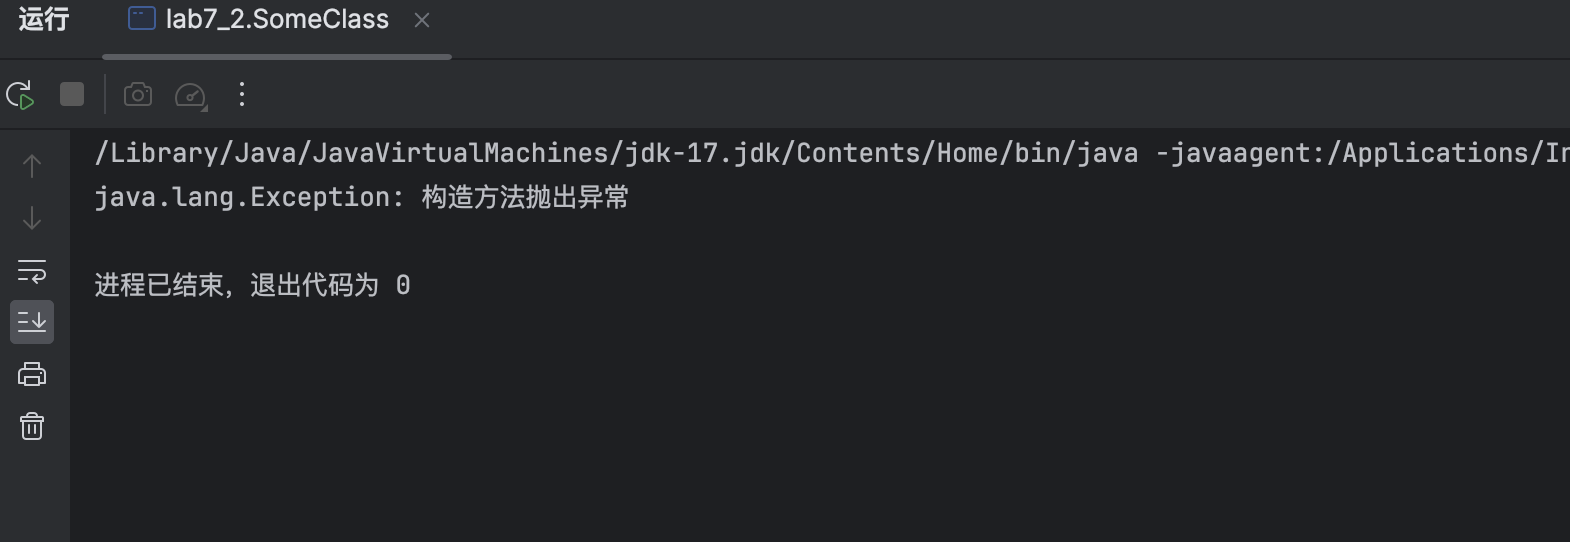 运行 lab7_2.SomeClass
/Library/Java/JavaVirtualMachines/jdk-17.jdk/Contents/Home/bin/java -javaagent:/Applications/In
java.lang.Exception: 构造方法抛出异常
进程已结束，退出代码为 0